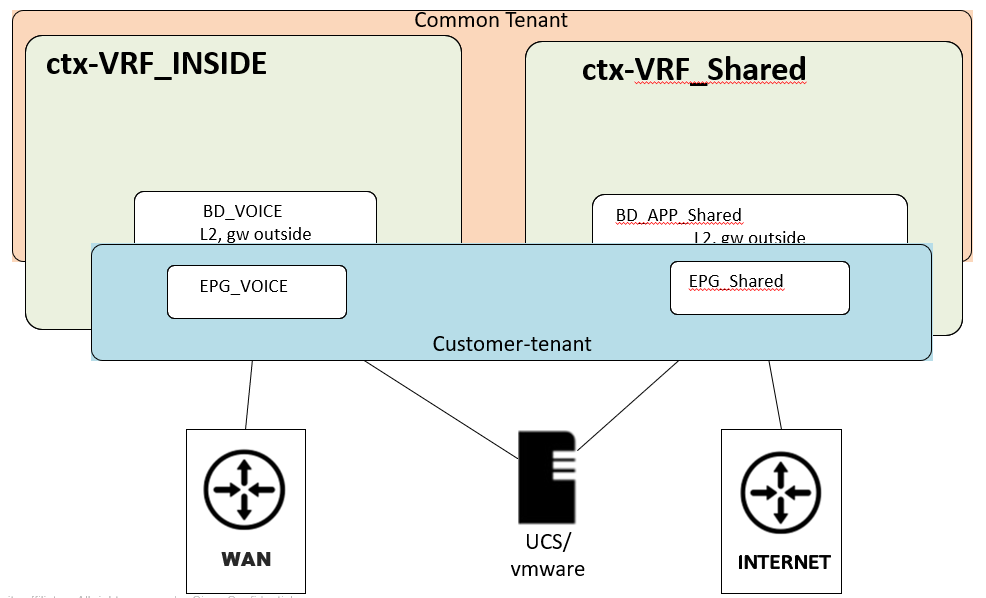 Common Tenant
ctx-VRF_INSIDE
ctx-VRF_Shared
BD_VOICE
L2, gw outside
BD_APP_Shared
L2, gw outside
EPG_VOICE
EPG_Shared
Customer-tenant
WAN
UCS/
vmware
INTERNET